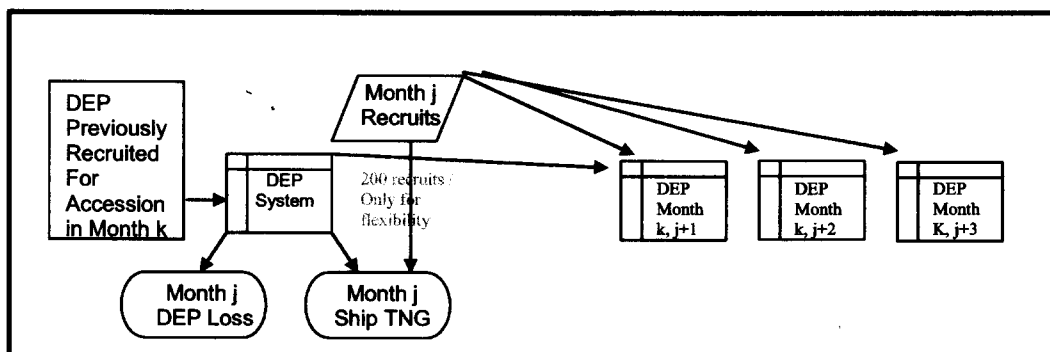 DEP
Previously
Recruited
For
Accession
in Month k
Month j
Recruits
DEP
System
200 recruits /
Only for
flexibility
DEP
Month
k, j+1
DEP
Month
k, j+2
DEP
Month
K, j+3
Month j
DEP Loss
Month j
Ship TNG